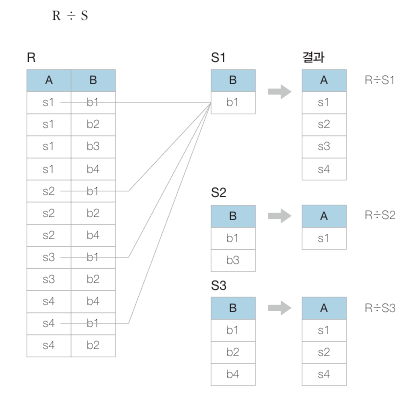 R ÷ S
R
A B
s1 b1
s1 b2
s1 b3
s1 b4
s2 b1
s2 b2
s2 b4
s3 b1
s3 b2
s4 b4
s4 b1
s4 b2
S1
B
b1
결과
A
s1
s2
s3
s4
R÷S1
S2
B
b1
b3
A
s1
R÷S2
S3
B
b1
b2
b4
A
s1
s2
s4
R÷S3